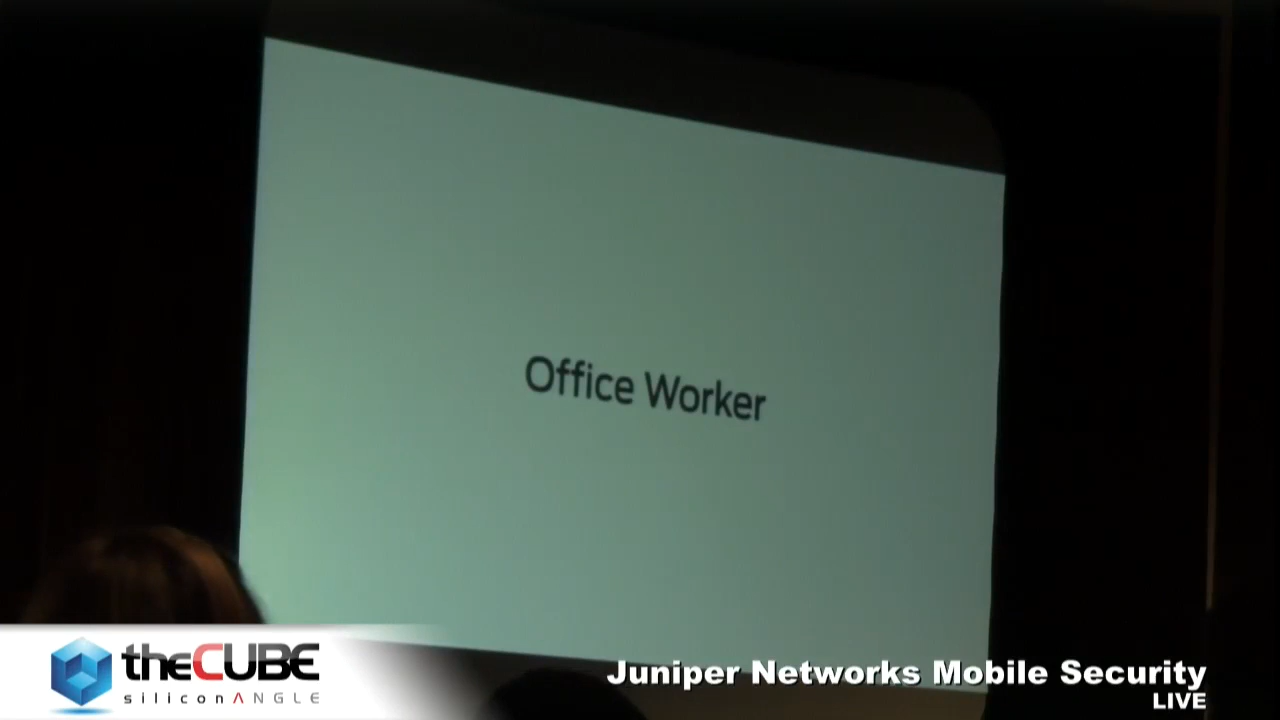 Office Worker
theCUBE
siliconANGLE
Juniper Networks Mobile Security
LIVE